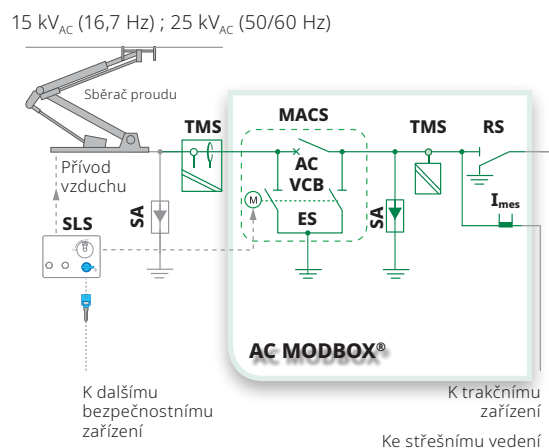 15 kVAC (16,7 Hz) ; 25 kVAC (50/60 Hz)
Sběrač proudu
TMS
MACS
TMS
RS
AC
VCB
Přívod
vzduchu
M
ES
SA
SA
Imes
SLS
AC MODBOX®
K dalšímu
bezpečnostnímu
zařízení
K trakčnímu
zařízení
Ke střešnímu vedení